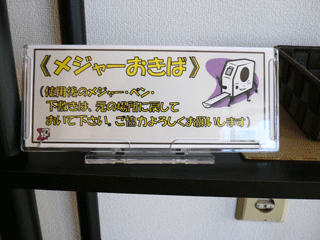 《メジャーおきば》
(使用後のメジャー・ペン・
下敷きは、元の場所に戻して
おいて下さい。ご協力よろしくお願いします)